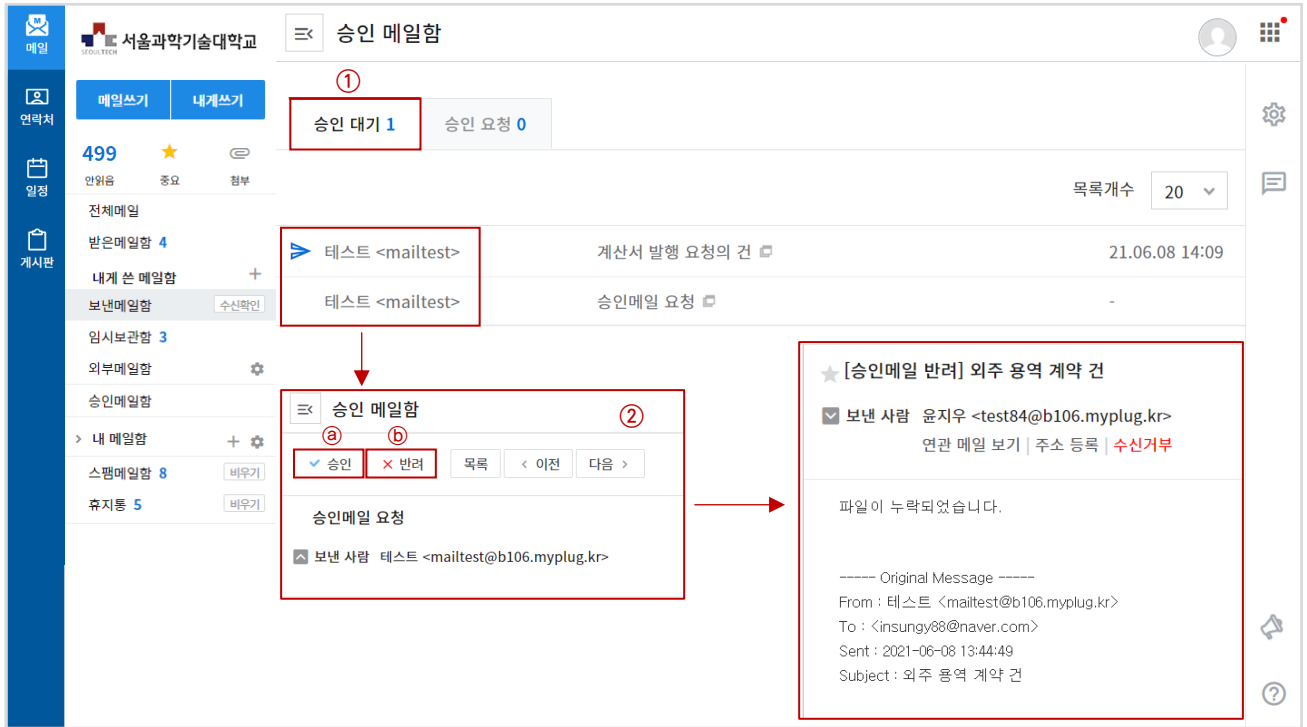 메일
연락처
일정
게시판
서울과학기술대학교
SEOULTECH
메일쓰기 내게쓰기
499
안읽음 중요 첨부
전체메일
받은메일함 4
내게 쓴 메일함
보낸메일함 수신확인
임시보관함 3
외부메일함
승인메일함
내 메일함
스팸메일함 8 비우기
휴지통 5 비우기
승인 메일함
①
승인 대기 1 승인 요청 0
목록개수 20
테스트 <mailtest> 계산서 발행 요청의 건 21.06.08 14:09
테스트 <mailtest> 승인메일 요청 -
승인 메일함 ②
ⓐ ⓑ
승인 반려 목록 < 이전 다음 >
승인메일 요청
보낸 사람 테스트 <mailtest@b106.myplug.kr>
[승인메일 반려] 외주 용역 계약 건
보낸 사람 윤지우 <test84@b106.myplug.kr>
연관 메일 보기 | 주소 등록 | 수신거부
파일이 누락되었습니다.
----- Original Message -----
From : 테스트 <mailtest@b106.myplug.kr>
To : <insungy88@naver.com>
Sent : 2021-06-08 13:44:49
Subject : 외주 용역 계약 건